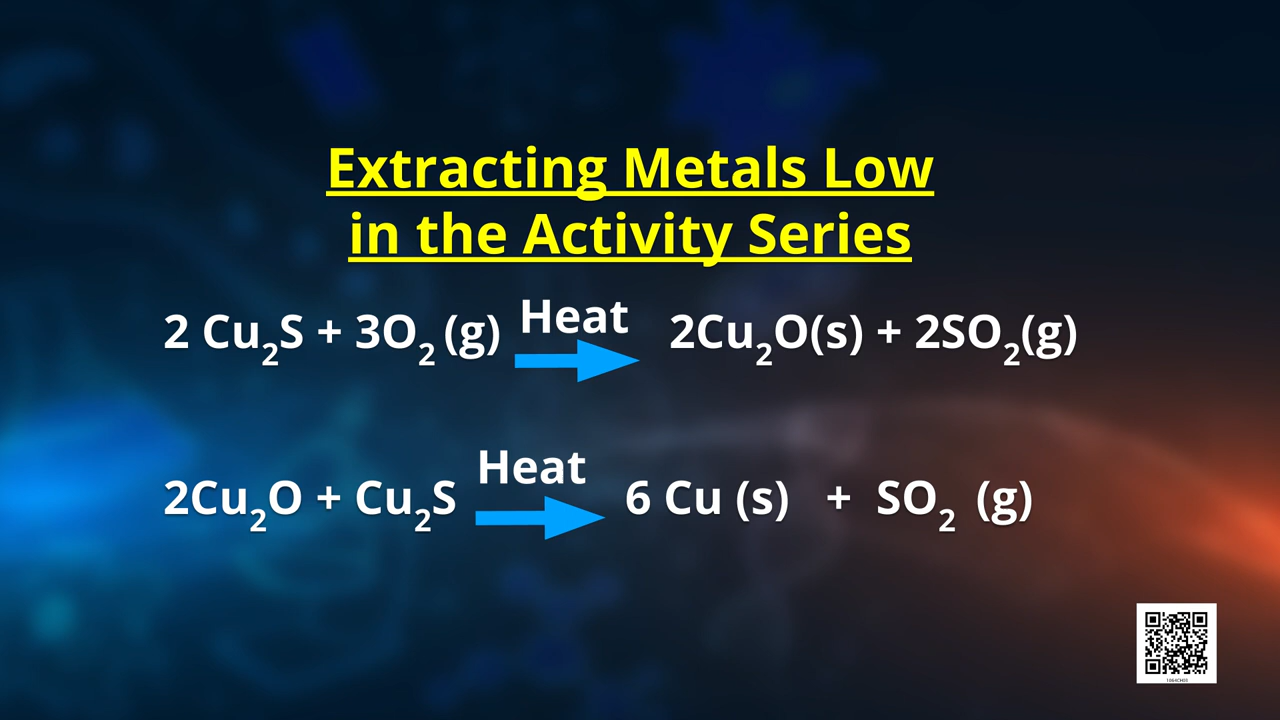 Extracting Metals Low
in the Activity Series
Heat
2 Cu₂S + 3O₂ (g) 2Cu₂O(s) + 2SO₂(g)
Heat
2Cu₂O + Cu₂S 6 Cu (s) + SO₂ (g)